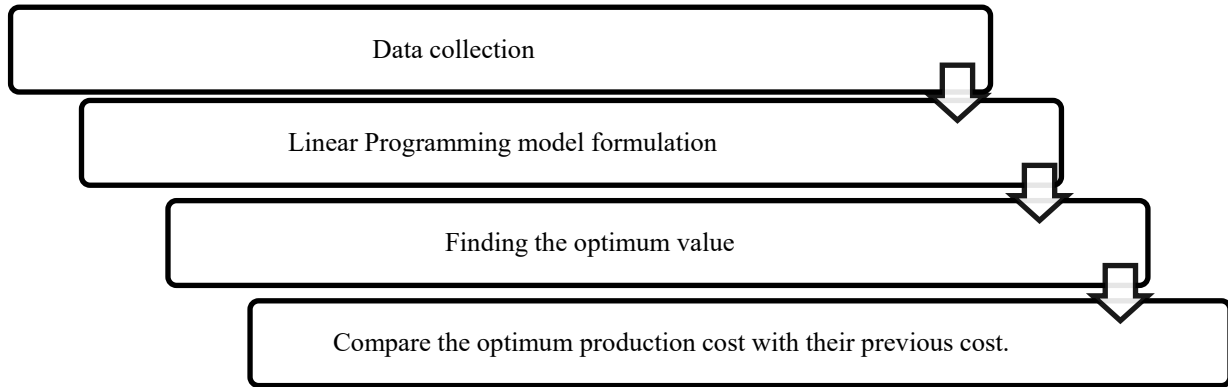 Data collection
Linear Programming model formulation
Finding the optimum value
Compare the optimum production cost with their previous cost.